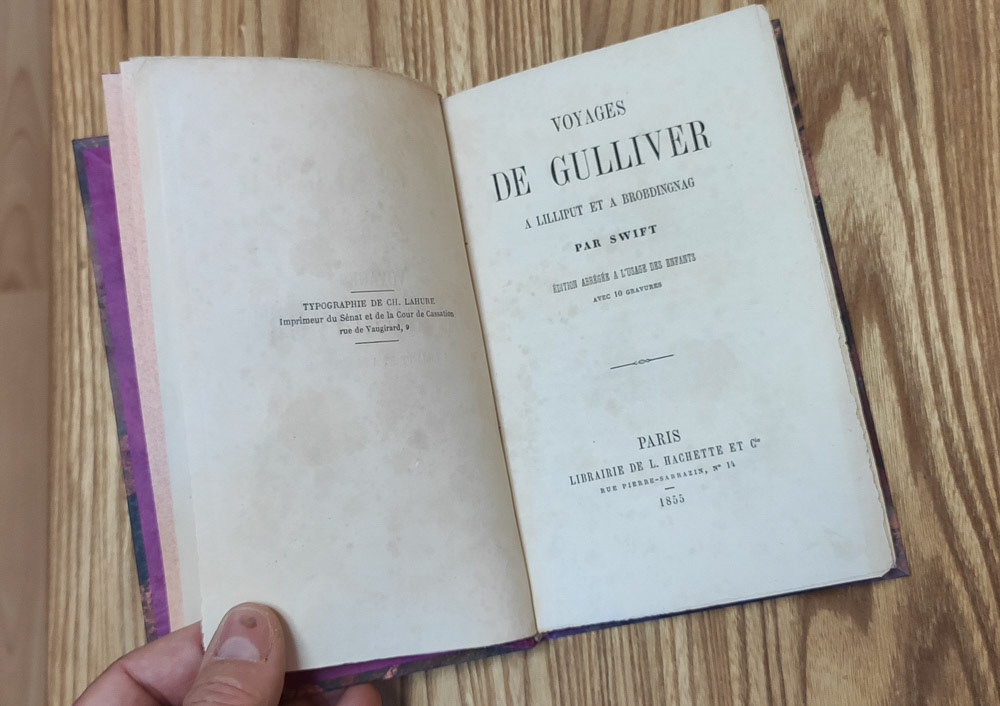 TYPOGRAPHIE DE CH. LAHURE
Imprimeur du Sénat et de la Cour de Cassation
rue de Vaugirard, 9
VOYAGES
DE GULLIVER
A LILLIPUT ET A BROBDINGNAG
PAR SWIFT
ÉDITION ABRÉGÉE A L'USAGE DES ENFANTS
AVEC 10 GRAVURES
PARIS
LIBRAIRIE DE L. HACHETTE ET Cie
RUE PIERRE-SARRAZIN, N° 14
1855